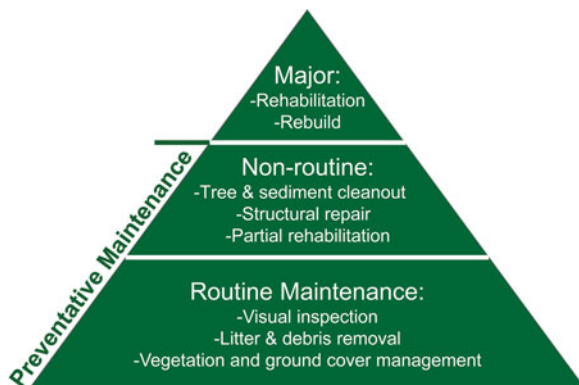 Major:
-Rehabilitation
-Rebuild
Non-routine:
-Tree & sediment cleanout
-Structural repair
-Partial rehabilitation
Routine Maintenance:
-Visual inspection
-Litter & debris removal
-Vegetation and ground cover management
Preventative Maintenance